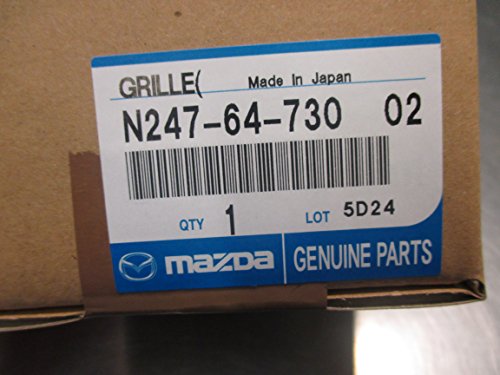 GRILLE( Made In Japan
N247-64-730 02
QTY 1 LOT 5D24
mazda GENUINE PARTS